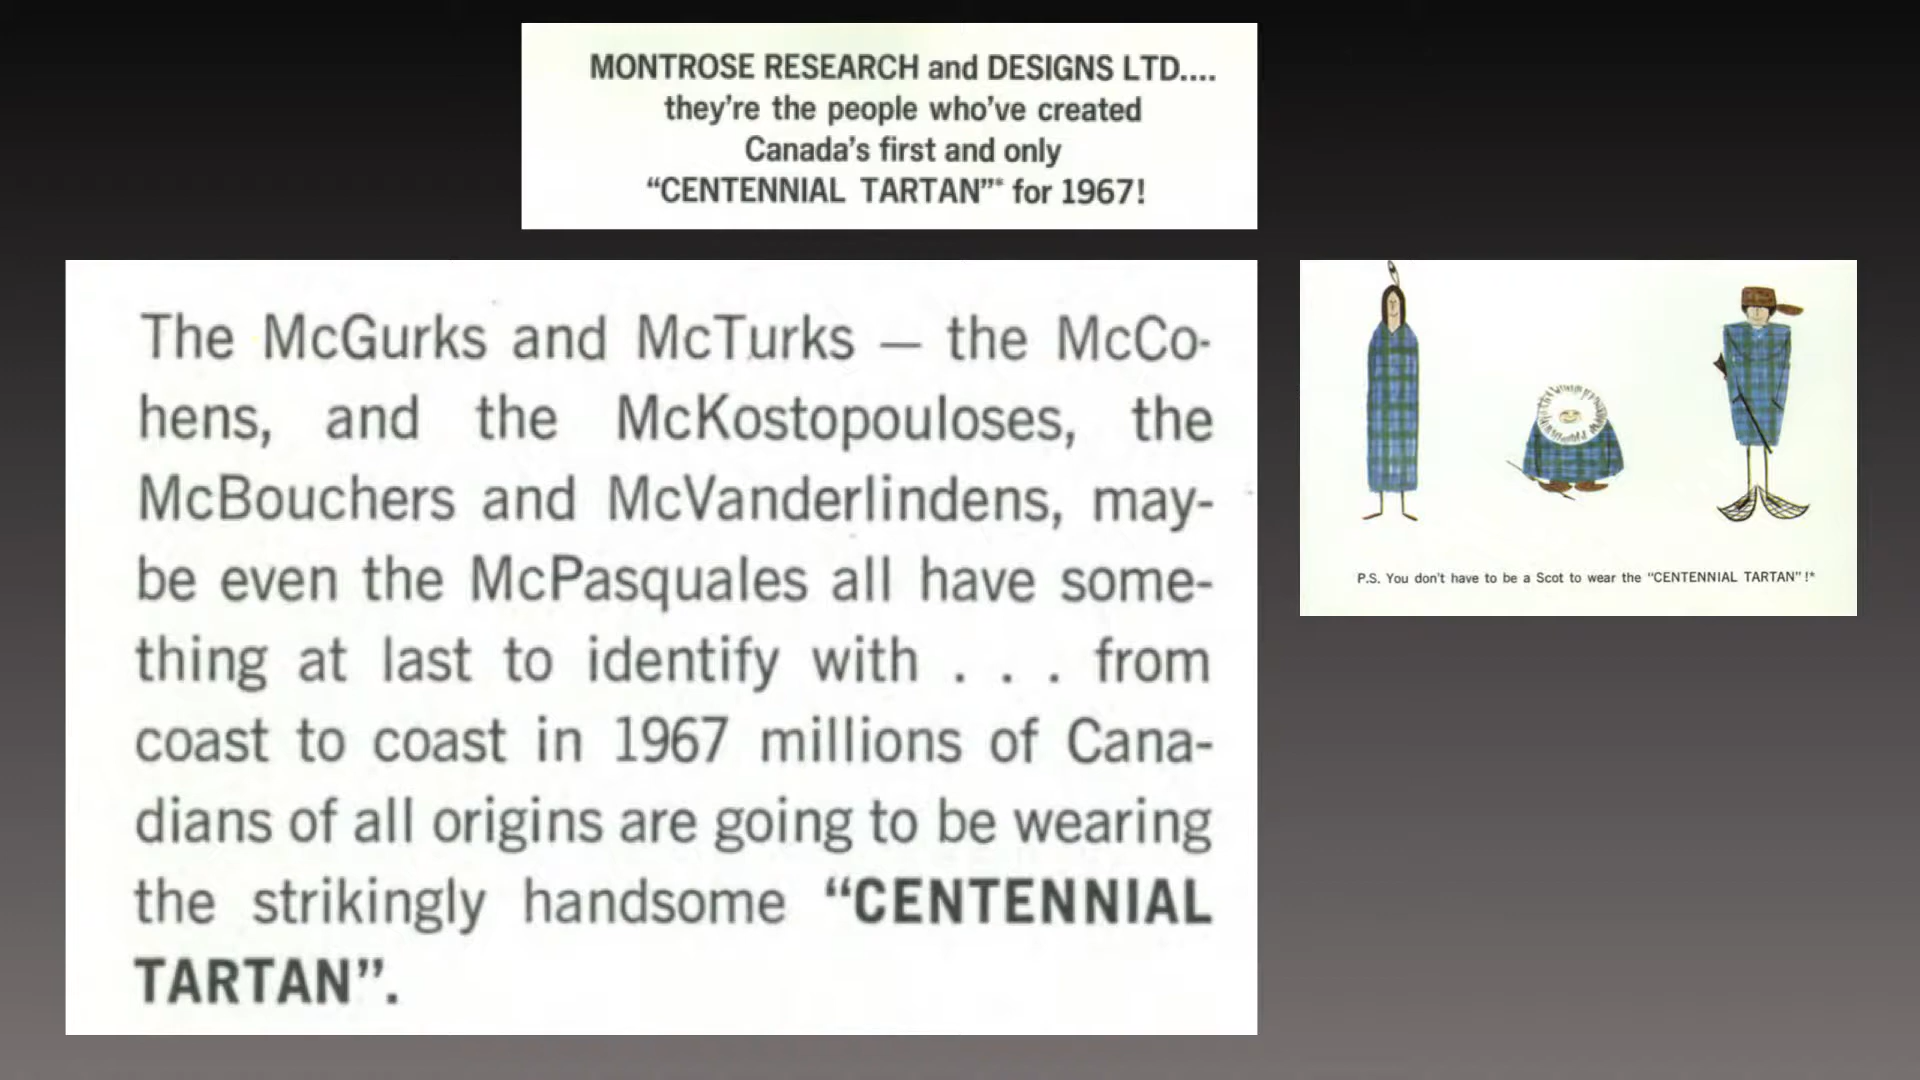 MONTROSE RESEARCH and DESIGNS LTD....
they're the people who've created
Canada's first and only
“CENTENNIAL TARTAN”* for 1967!
The McGurks and McTurks — the McCo-
hens, and the McKostopouloses, the
McBouchers and McVanderlindens, may-
be even the McPasquales all have some-
thing at last to identify with . . . from
coast to coast in 1967 millions of Cana-
dians of all origins are going to be wearing
the strikingly handsome “CENTENNIAL
TARTAN”.
P.S. You don't have to be a Scot to wear the “CENTENNIAL TARTAN” !*